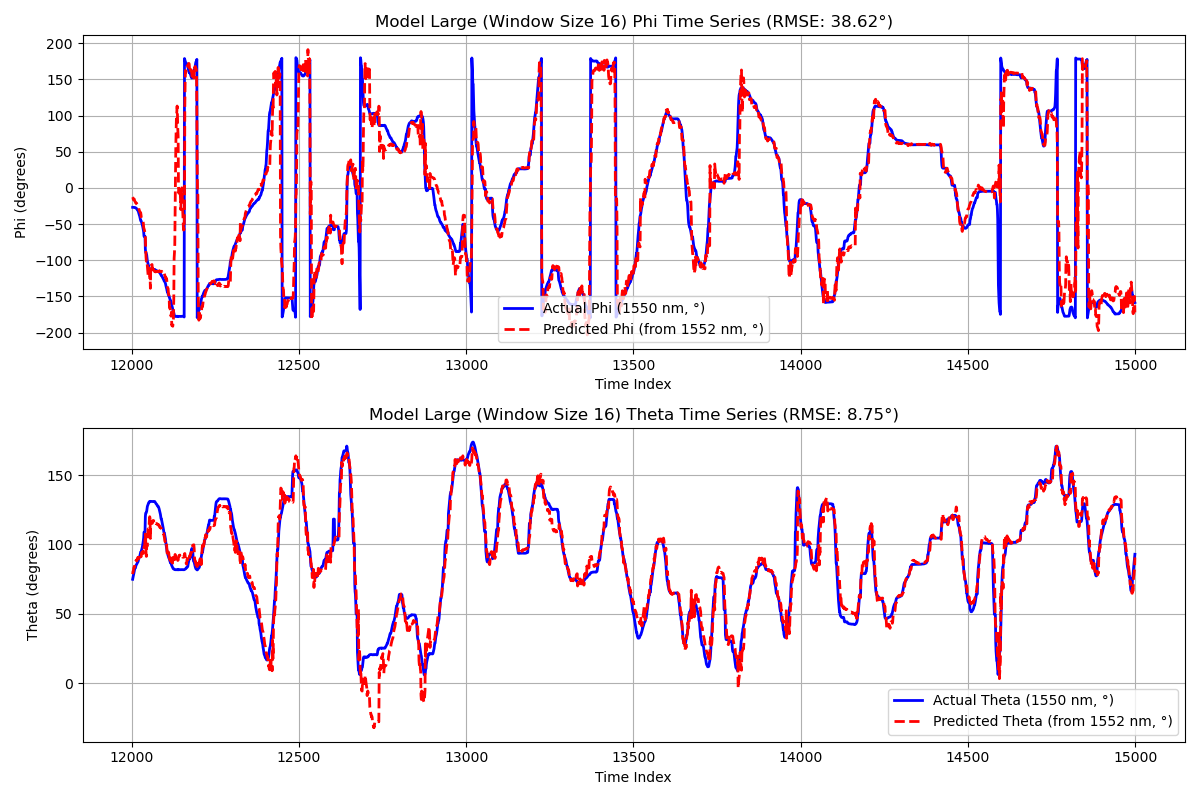 Model Large (Window Size 16) Phi Time Series (RMSE: 38.62°)
Phi (degrees)
200
150
100
50
0
−50
−100
−150
−200
Actual Phi (1550 nm, °)
Predicted Phi (from 1552 nm, °)
12000 12500 13000 13500 14000 14500 15000
Time Index
Model Large (Window Size 16) Theta Time Series (RMSE: 8.75°)
Theta (degrees)
150
100
50
0
Actual Theta (1550 nm, °)
Predicted Theta (from 1552 nm, °)
12000 12500 13000 13500 14000 14500 15000
Time Index